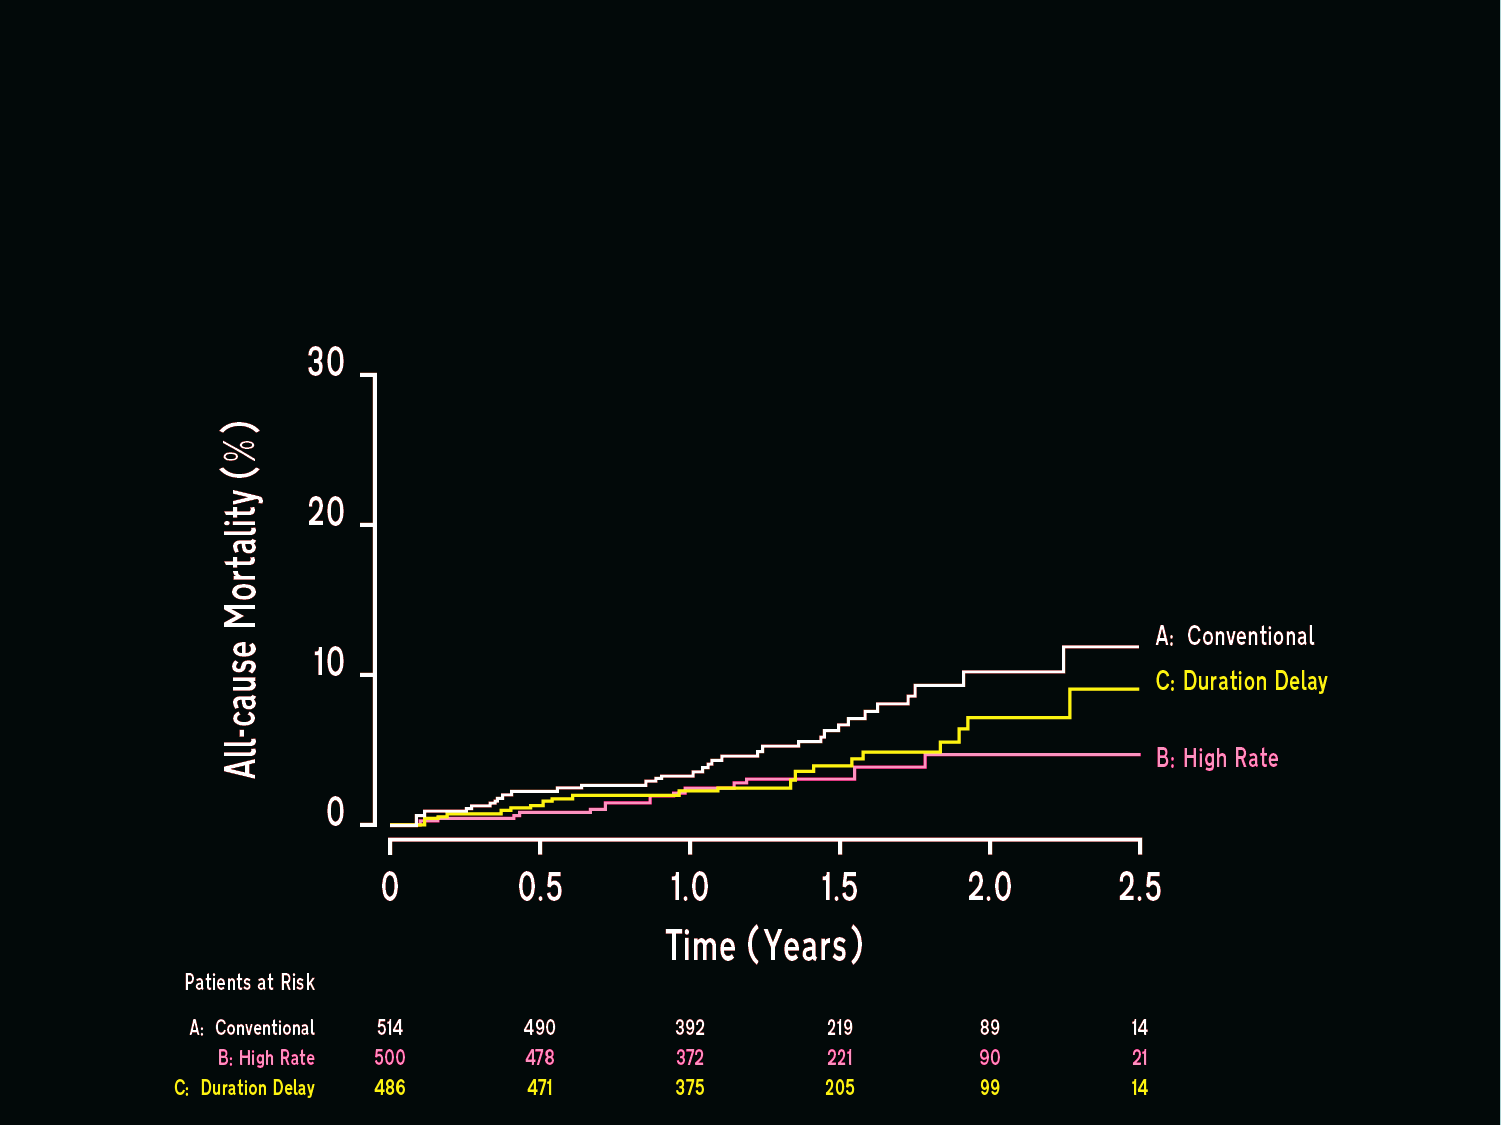 30
20
10
0
All-cause Mortality (%)
A: Conventional
C: Duration Delay
B: High Rate
0 0.5 1.0 1.5 2.0 2.5
Time (Years)
Patients at Risk
A: Conventional 514 490 392 219 89 14
B: High Rate 500 478 372 221 90 21
C: Duration Delay 486 471 375 205 99 14